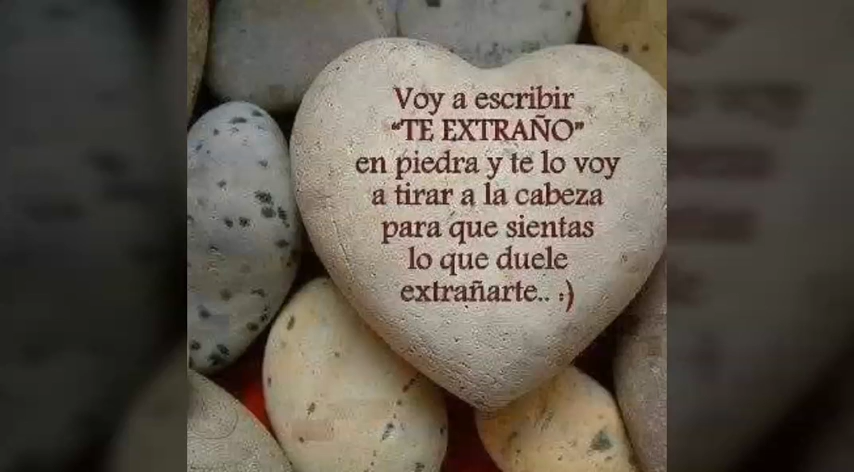 Voy a escribir
“TE EXTRAÑO”
en piedra y te lo voy
a tirar a la cabeza
para que sientas
lo que duele
extrañarte.. :)